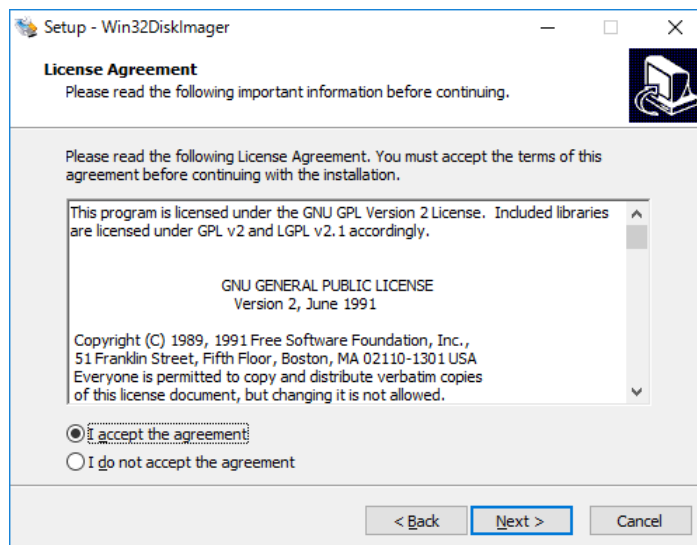 Setup - Win32DiskImager
License Agreement
Please read the following important information before continuing.
Please read the following License Agreement. You must accept the terms of this
agreement before continuing with the installation.
This program is licensed under the GNU GPL Version 2 License.  Included libraries
are licensed under GPL v2 and LGPL v2.1 accordingly.
GNU GENERAL PUBLIC LICENSE
Version 2, June 1991
Copyright (C) 1989, 1991 Free Software Foundation, Inc.,
51 Franklin Street, Fifth Floor, Boston, MA 02110-1301 USA
Everyone is permitted to copy and distribute verbatim copies
of this license document, but changing it is not allowed.
I accept the agreement
I do not accept the agreement
< Back Next > Cancel